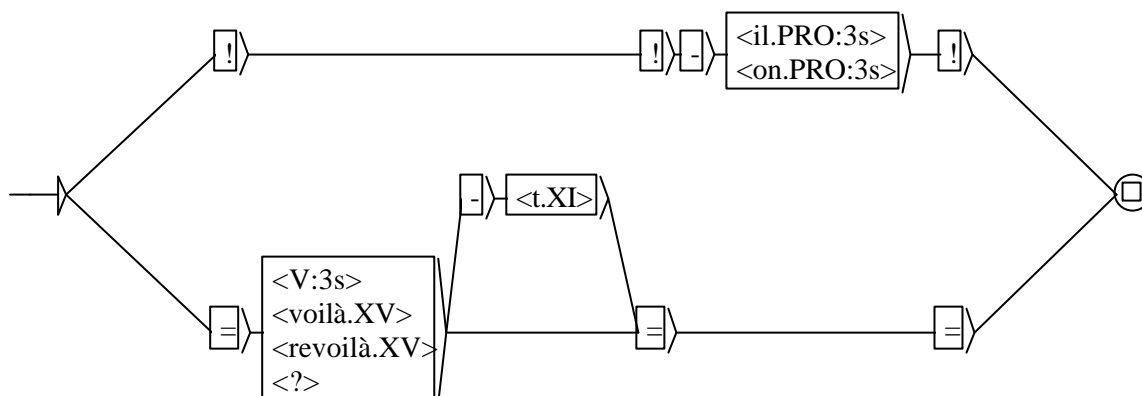 ! ! - <il.PRO:3s> !
<on.PRO:3s>
- <t.XI>
= <V:3s> = =
<voilà.XV>
<revoilà.XV>
<?>